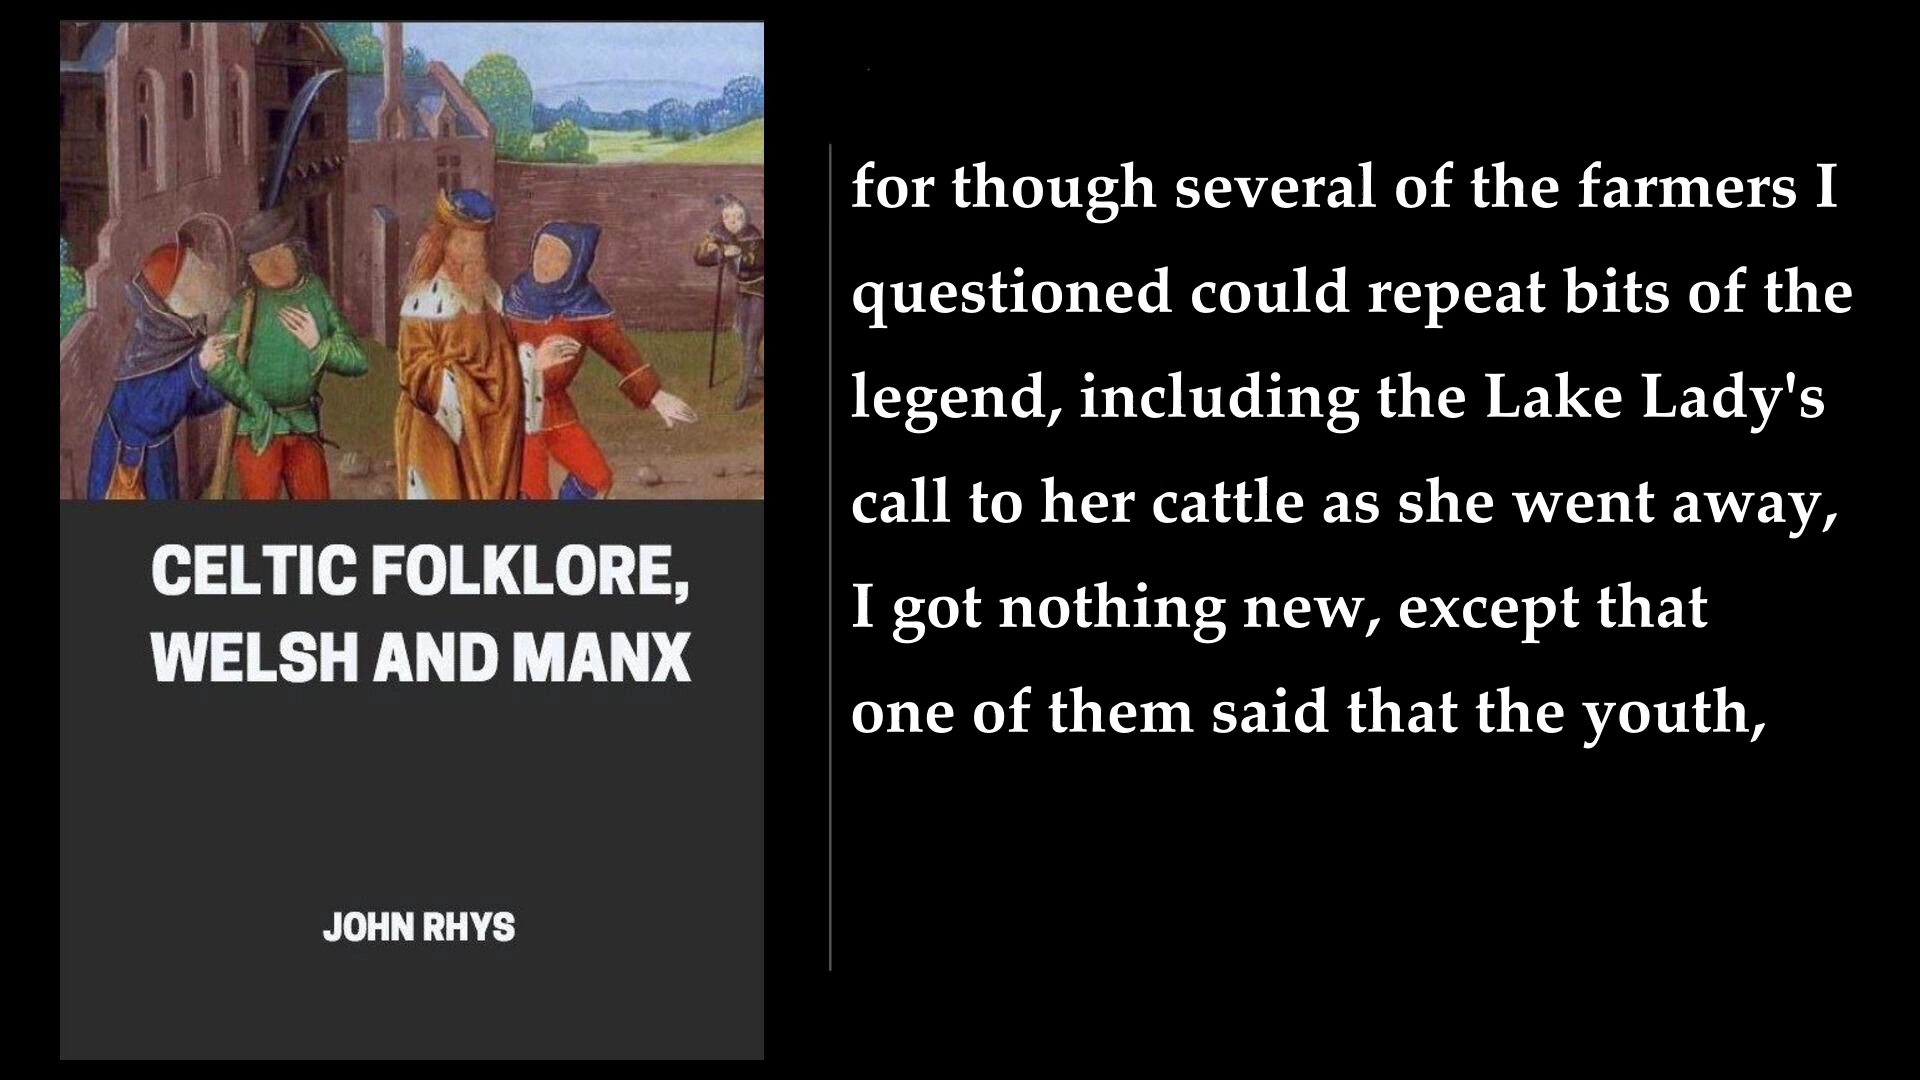 CELTIC FOLKLORE,
WELSH AND MANX
JOHN RHYS
for though several of the farmers I
questioned could repeat bits of the
legend, including the Lake Lady's
call to her cattle as she went away,
I got nothing new, except that
one of them said that the youth,